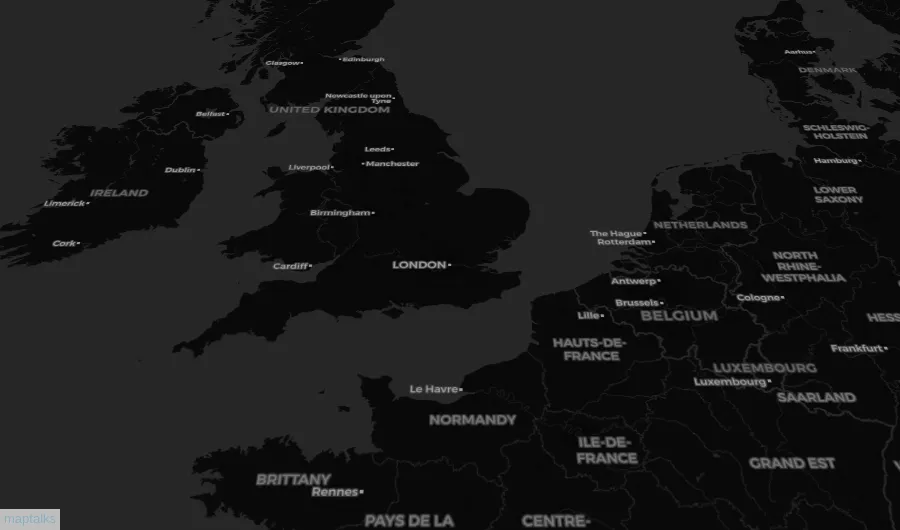 Aarhus
Edinburgh
Glasgow
DENMARK
Newcastle upon
Tyne
UNITED KINGDOM
Belfast
SCHLESWIG-
HOLSTEIN
Leeds
Hamburg
Manchester
Liverpool
Dublin
IRELAND
LOWER
SAXONY
Limerick
Birmingham
NETHERLANDS
The Hague
Rotterdam
Cork
NORTH
RHINE-
WESTPHALIA
Cardiff
LONDON
Antwerp
Cologne
Brussels
Lille
BELGIUM
HESS
HAUTS-DE-
FRANCE
Frankfurt
LUXEMBOURG
Luxembourg
Le Havre
SAARLAND
NORMANDY
ILE-DE-
FRANCE
GRAND EST
BRITTANY
Rennes
PAYS DE LA
CENTRE-
maptalks